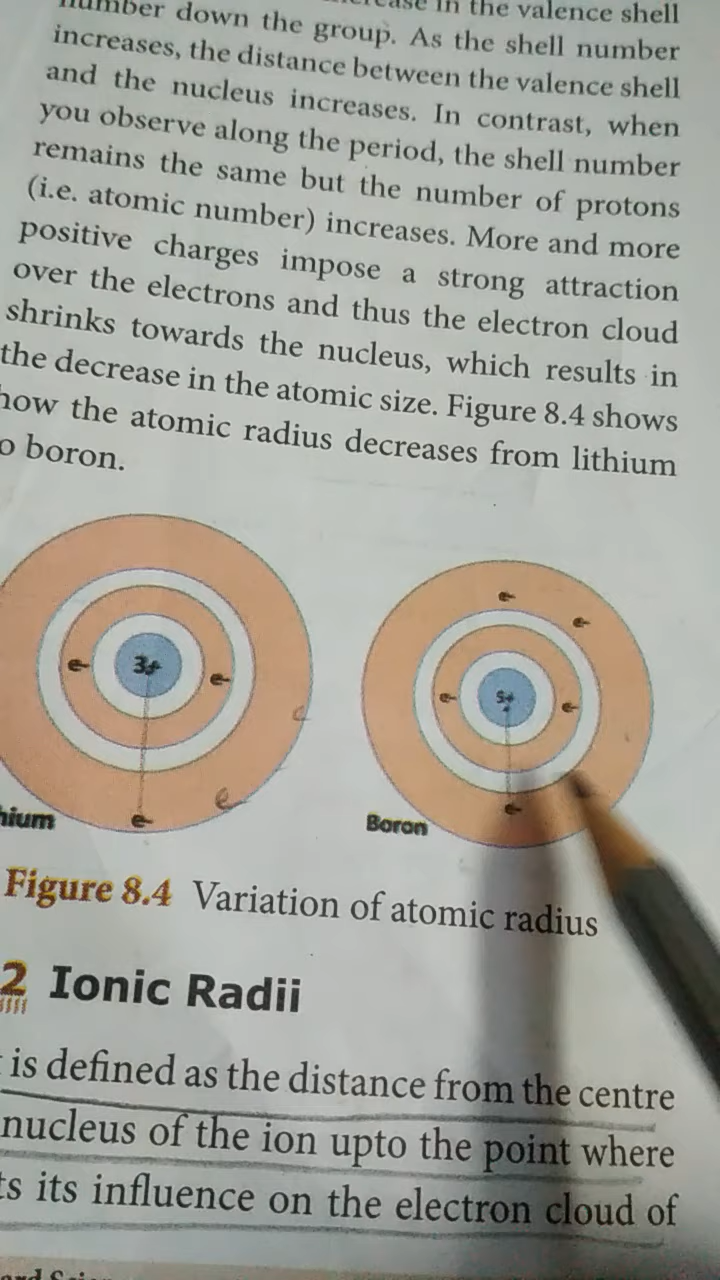 in the valence shell
number down the group. As the shell number
increases, the distance between the valence shell
and the nucleus increases. In contrast, when
you observe along the period, the shell number
remains the same but the number of protons
(i.e. atomic number) increases. More and more
positive charges impose a strong attraction
over the electrons and thus the electron cloud
shrinks towards the nucleus, which results in
the decrease in the atomic size. Figure 8.4 shows
how the atomic radius decreases from lithium
o boron.
e-
e-
3+
e-
e-
e-
e-
5+
e-
e
e-
e-
hium
Boron
Figure 8.4 Variation of atomic radius
2 Ionic Radii
is defined as the distance from the centre
nucleus of the ion upto the point where
ts its influence on the electron cloud of